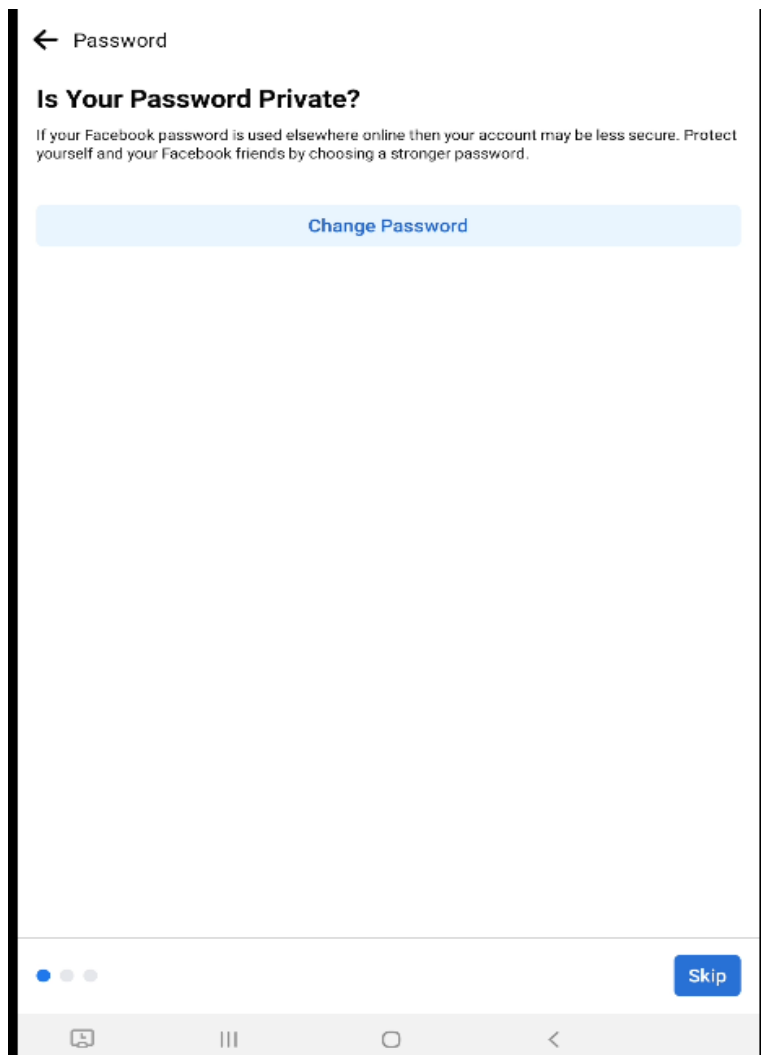 Password
Is Your Password Private?
If your Facebook password is used elsewhere online then your account may be less secure. Protect
yourself and your Facebook friends by choosing a stronger password.
Change Password
Skip